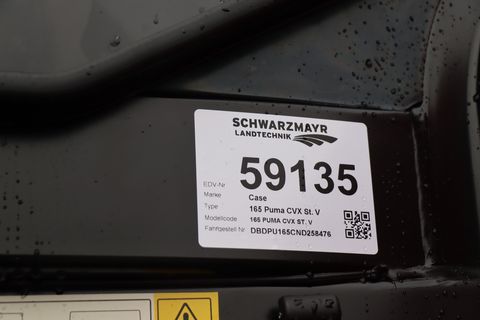 SCHWARZMAYR
LANDTECHNIK
EDV-Nr 59135
Marke Case
Type 165 Puma CVX St. V
Modellcode 165 PUMA CVX ST. V
Fahrgestell Nr. DBDPU165CND258476